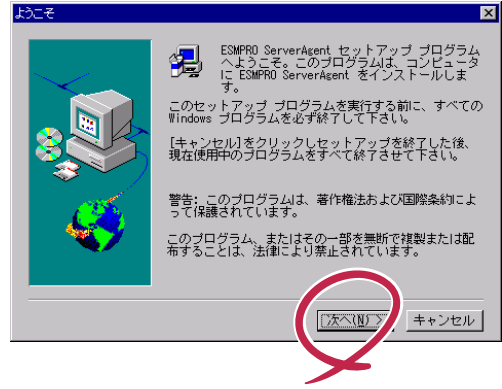 ようこそ
ESMPRO ServerAgent セットアップ プログラム
へようこそ。このプログラムは、コンピュータ
に ESMPRO ServerAgent をインストールしま
す。
このセットアップ プログラムを実行する前に、すべての
Windows プログラムを必ず終了して下さい。
[キャンセル]をクリックしセットアップを終了した後、
現在使用中のプログラムをすべて終了させて下さい。
警告: このプログラムは、著作権法および国際条約によ
って保護されています。
このプログラム、またはその一部を無断で複製または配
布することは、法律により禁止されています。
次へ(N) >
キャンセル